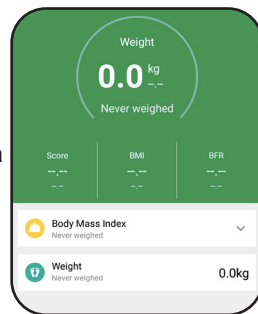 Weight
0.0 kg
--.--
Never weighed
Score BMI BFR
--.-- --.-- --.--
--.-- --.-- --.--
Body Mass Index
Never weighed
Weight
Never weighed
0.0kg